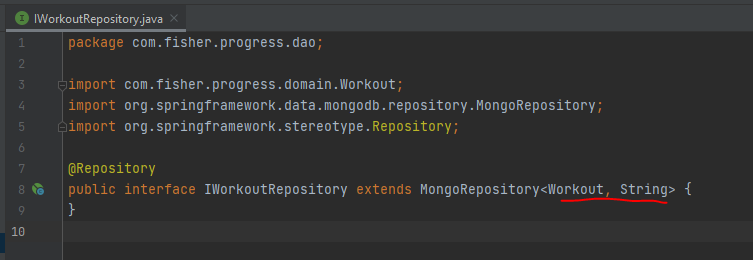 IWorkoutRepository.java
1 package com.fisher.progress.dao;
2
3 import com.fisher.progress.domain.Workout;
4 import org.springframework.data.mongodb.repository.MongoRepository;
5 import org.springframework.stereotype.Repository;
6
7 @Repository
8 public interface IWorkoutRepository extends MongoRepository<Workout, String> {
9 }
10